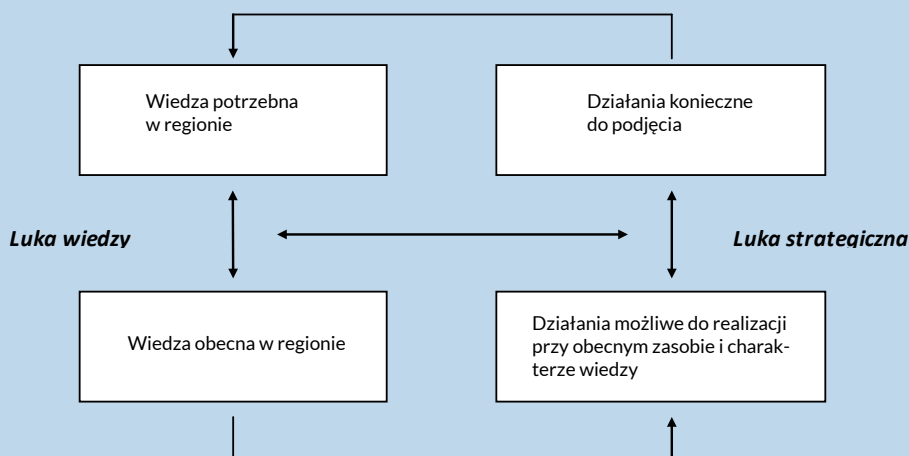 Wiedza potrzebna
w regionie
Działania konieczne
do podjęcia
Luka wiedzy
Luka strategiczna
Wiedza obecna w regionie
Działania możliwe do realizacji
przy obecnym zasobie i charak-
terze wiedzy